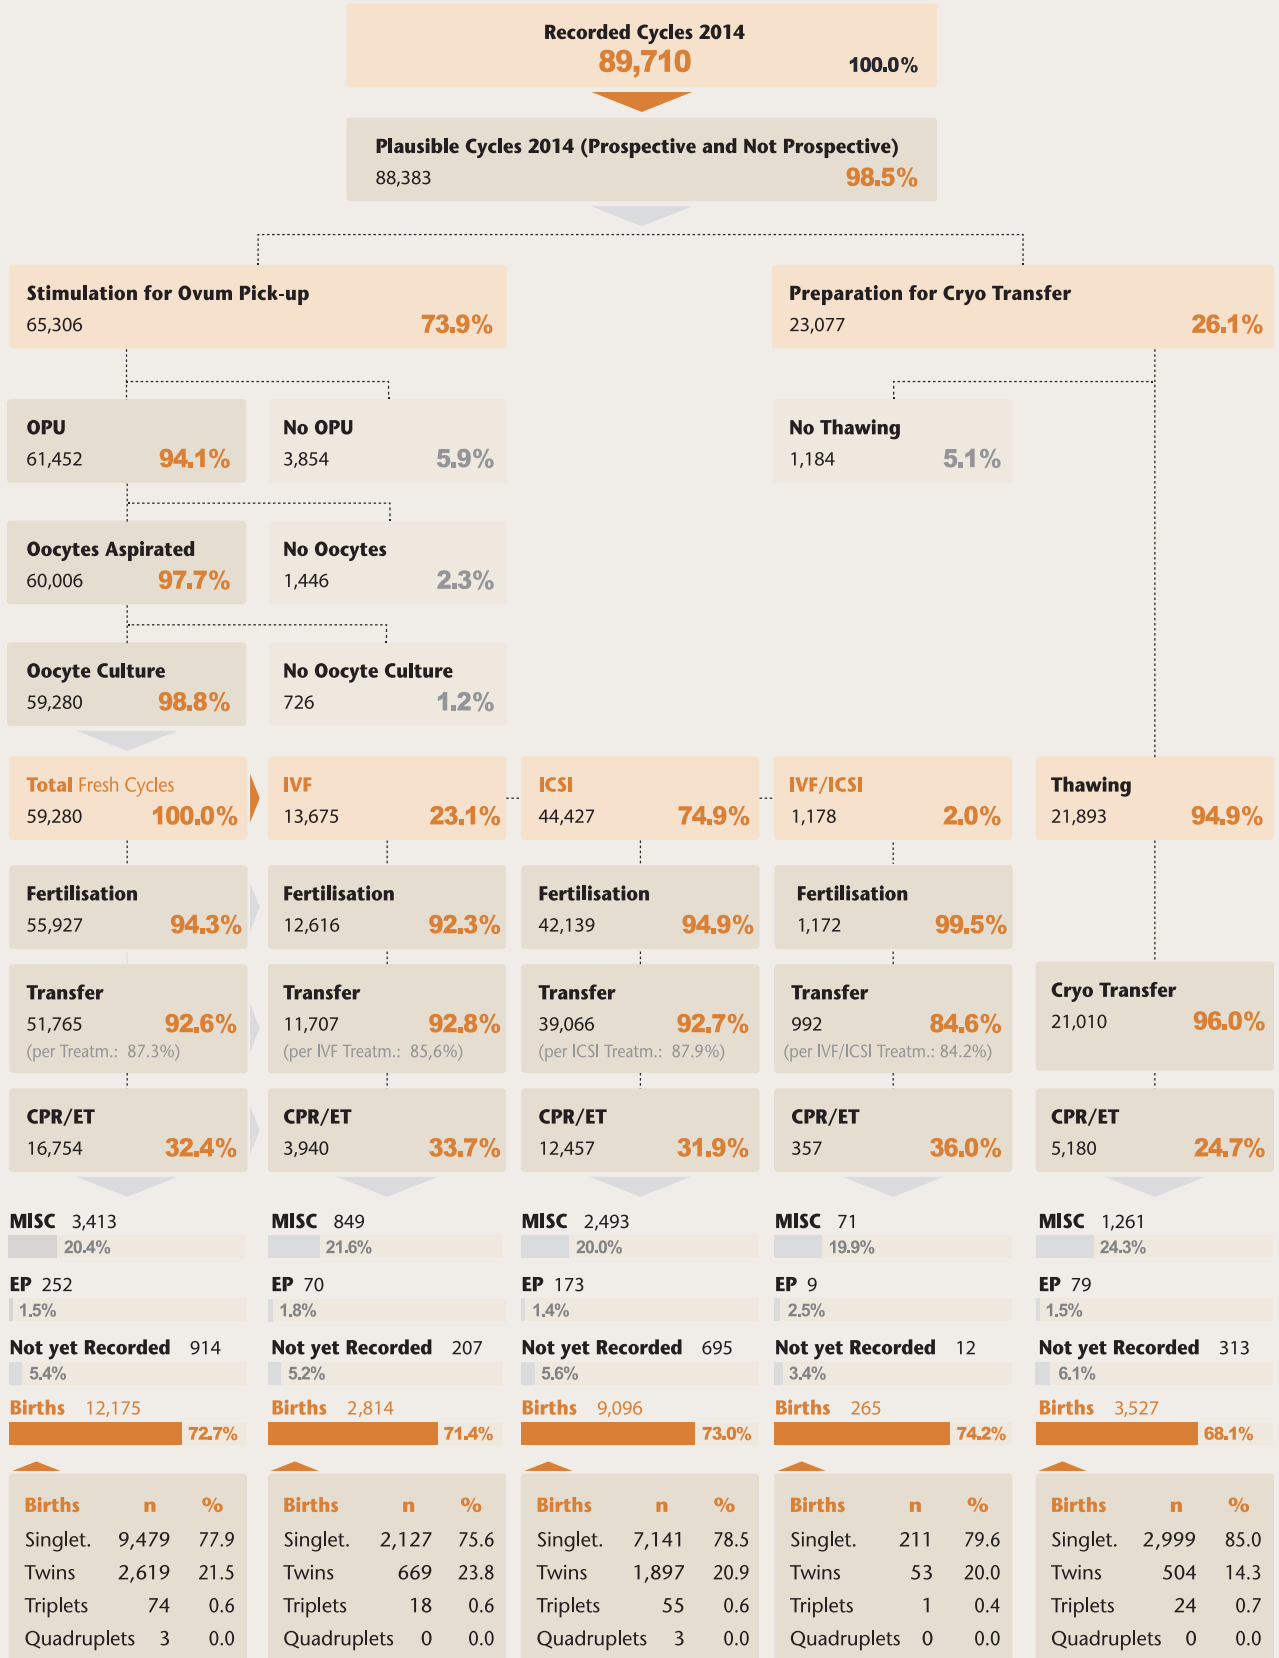 Recorded Cycles 2014
89,710 100.0%
Plausible Cycles 2014 (Prospective and Not Prospective)
88,383 98.5%
Stimulation for Ovum Pick-up
65,306 73.9%
Preparation for Cryo Transfer
23,077 26.1%
OPU
61,452 94.1%
No OPU
3,854 5.9%
No Thawing
1,184 5.1%
Oocytes Aspirated
60,006 97.7%
No Oocytes
1,446 2.3%
Oocyte Culture
59,280 98.8%
No Oocyte Culture
726 1.2%
Total Fresh Cycles
59,280 100.0%
IVF
13,675 23.1%
ICSI
44,427 74.9%
IVF/ICSI
1,178 2.0%
Thawing
21,893 94.9%
Fertilisation
55,927 94.3%
Fertilisation
12,616 92.3%
Fertilisation
42,139 94.9%
Fertilisation
1,172 99.5%
Transfer
51,765 92.6%
(per Treatm.: 87.3%)
Transfer
11,707 92.8%
(per IVF Treatm.: 85,6%)
Transfer
39,066 92.7%
(per ICSI Treatm.: 87.9%)
Transfer
992 84.6%
(per IVF/ICSI Treatm.: 84.2%)
Cryo Transfer
21,010 96.0%
CPR/ET
16,754 32.4%
CPR/ET
3,940 33.7%
CPR/ET
12,457 31.9%
CPR/ET
357 36.0%
CPR/ET
5,180 24.7%
MISC 3,413
20.4%
EP 252
1.5%
Not yet Recorded 914
5.4%
Births 12,175
72.7%
MISC 849
21.6%
EP 70
1.8%
Not yet Recorded 207
5.2%
Births 2,814
71.4%
MISC 2,493
20.0%
EP 173
1.4%
Not yet Recorded 695
5.6%
Births 9,096
73.0%
MISC 71
19.9%
EP 9
2.5%
Not yet Recorded 12
3.4%
Births 265
74.2%
MISC 1,261
24.3%
EP 79
1.5%
Not yet Recorded 313
6.1%
Births 3,527
68.1%
Births n %
Singlet. 9,479 77.9
Twins 2,619 21.5
Triplets 74 0.6
Quadruplets 3 0.0
Births n %
Singlet. 2,127 75.6
Twins 669 23.8
Triplets 18 0.6
Quadruplets 0 0.0
Births n %
Singlet. 7,141 78.5
Twins 1,897 20.9
Triplets 55 0.6
Quadruplets 3 0.0
Births n %
Singlet. 211 79.6
Twins 53 20.0
Triplets 1 0.4
Quadruplets 0 0.0
Births n %
Singlet. 2,999 85.0
Twins 504 14.3
Triplets 24 0.7
Quadruplets 0 0.0